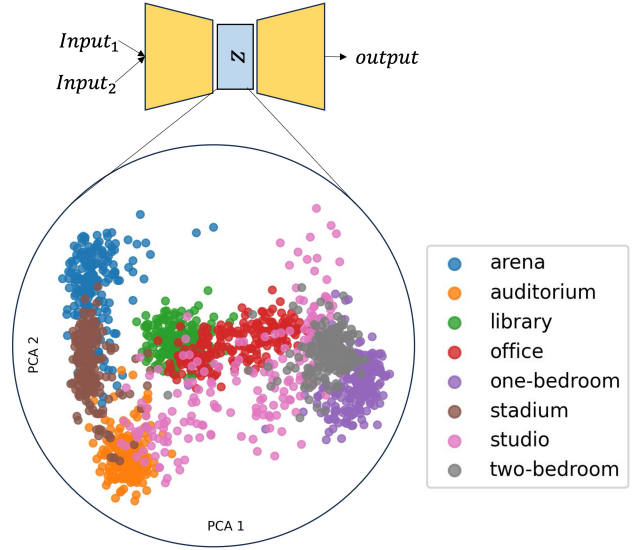 Input₁
Input₂
z
output
PCA 2
PCA 1
arena
auditorium
library
office
one-bedroom
stadium
studio
two-bedroom